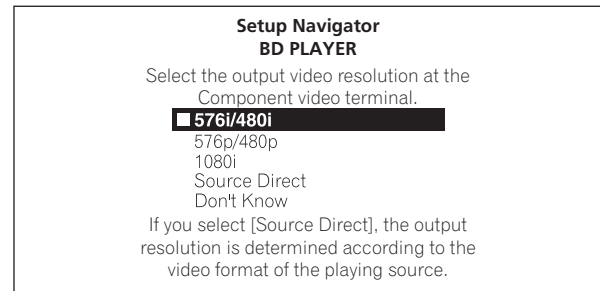 Setup Navigator
BD PLAYER
Select the output video resolution at the
Component video terminal.
576i/480i
576p/480p
1080i
Source Direct
Don't Know
If you select [Source Direct], the output
resolution is determined according to the
video format of the playing source.